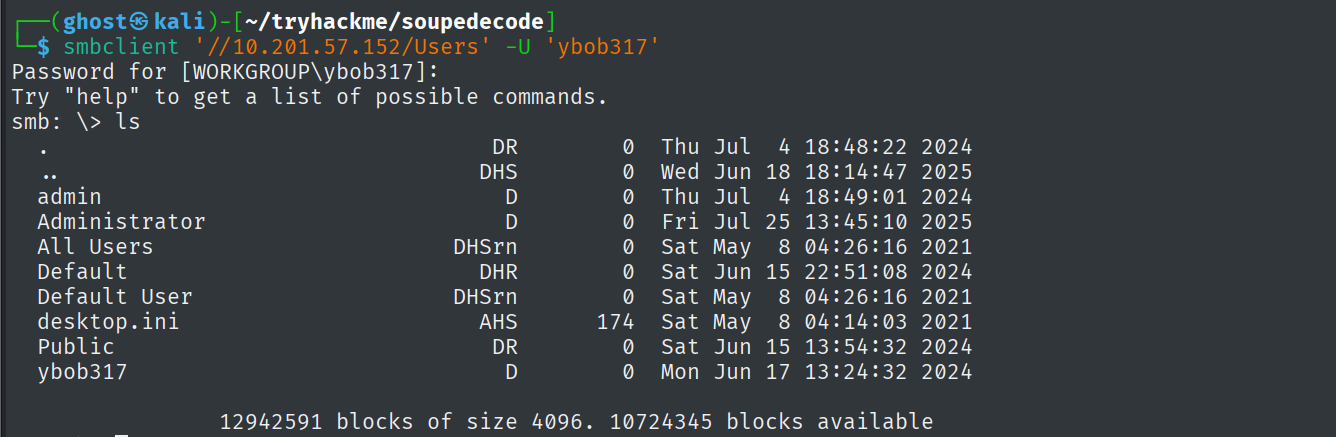 ┌──(ghost㉿kali)-[~/tryhackme/soupedecode]
└─$ smbclient '//10.201.57.152/Users' -U 'ybob317'
Password for [WORKGROUP\ybob317]:
Try "help" to get a list of possible commands.
smb: \> ls
  .                                  DR        0  Thu Jul  4 18:48:22 2024
  ..                                DHS        0  Wed Jun 18 18:14:47 2025
  admin                               D        0  Thu Jul  4 18:49:01 2024
  Administrator                       D        0  Fri Jul 25 13:45:10 2025
  All Users                       DHSrn        0  Sat May  8 04:26:16 2021
  Default                           DHR        0  Sat Jun 15 22:51:08 2024
  Default User                    DHSrn        0  Sat May  8 04:26:16 2021
  desktop.ini                       AHS      174  Sat May  8 04:14:03 2021
  Public                             DR        0  Sat Jun 15 13:54:32 2024
  ybob317                             D        0  Mon Jun 17 13:24:32 2024
                12942591 blocks of size 4096. 10724345 blocks available